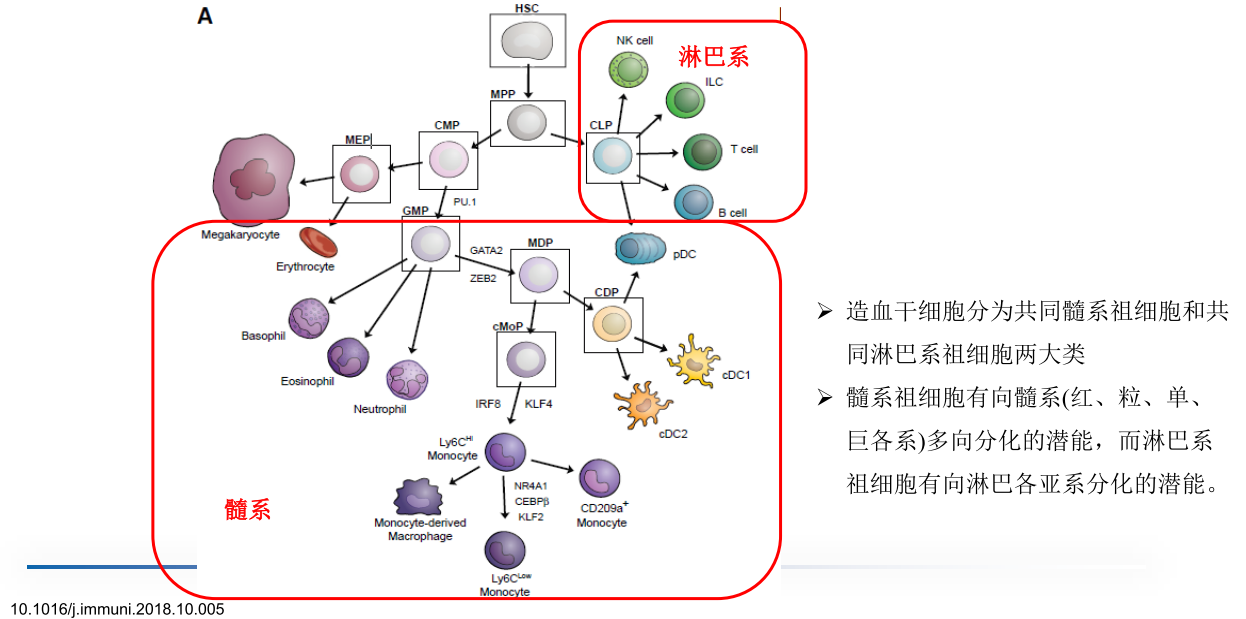 A
HSC
NK cell
淋巴系
ILC
MPP
CMP
CLP
MEP
T cell
PU.1
GMP
B cell
Megakaryocyte
Erythrocyte
GATA2
MDP
pDC
ZEB2
CDP
Basophil
cMoP
Eosinophil
cDC1
Neutrophil
IRF8 KLF4
cDC2
Ly6CHi
Monocyte
NR4A1
CEBPβ
KLF2
CD209a+
Monocyte
Monocyte-derived
Macrophage
髓系
Ly6CLow
Monocyte
➢ 造血干细胞分为共同髓系祖细胞和共
同淋巴系祖细胞两大类
➢ 髓系祖细胞有向髓系(红、粒、单、
巨各系)多向分化的潜能，而淋巴系
祖细胞有向淋巴各亚系分化的潜能。
10.1016/j.immuni.2018.10.005